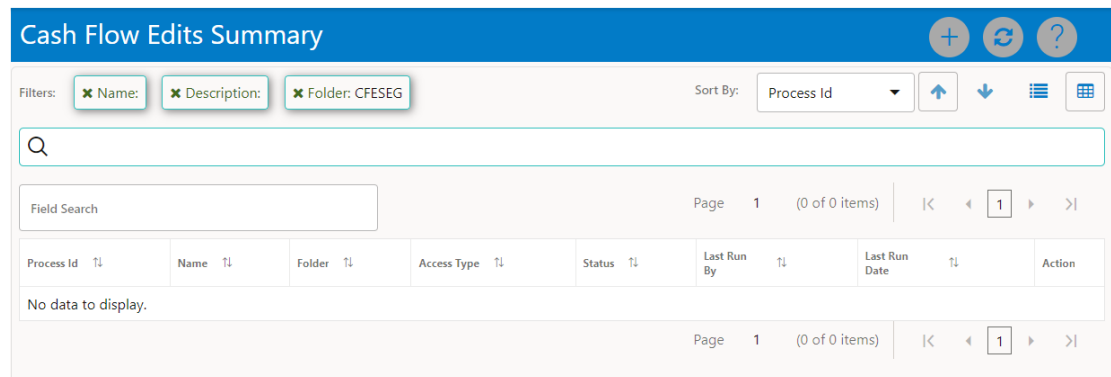 Cash Flow Edits Summary
Filters: Name: Description: Folder: CFESEG Sort By: Process Id
Field Search
Page 1 (0 of 0 items) 1
Process Id Name Folder Access Type Status Last Run By Last Run Date Action
No data to display.
Page 1 (0 of 0 items) 1